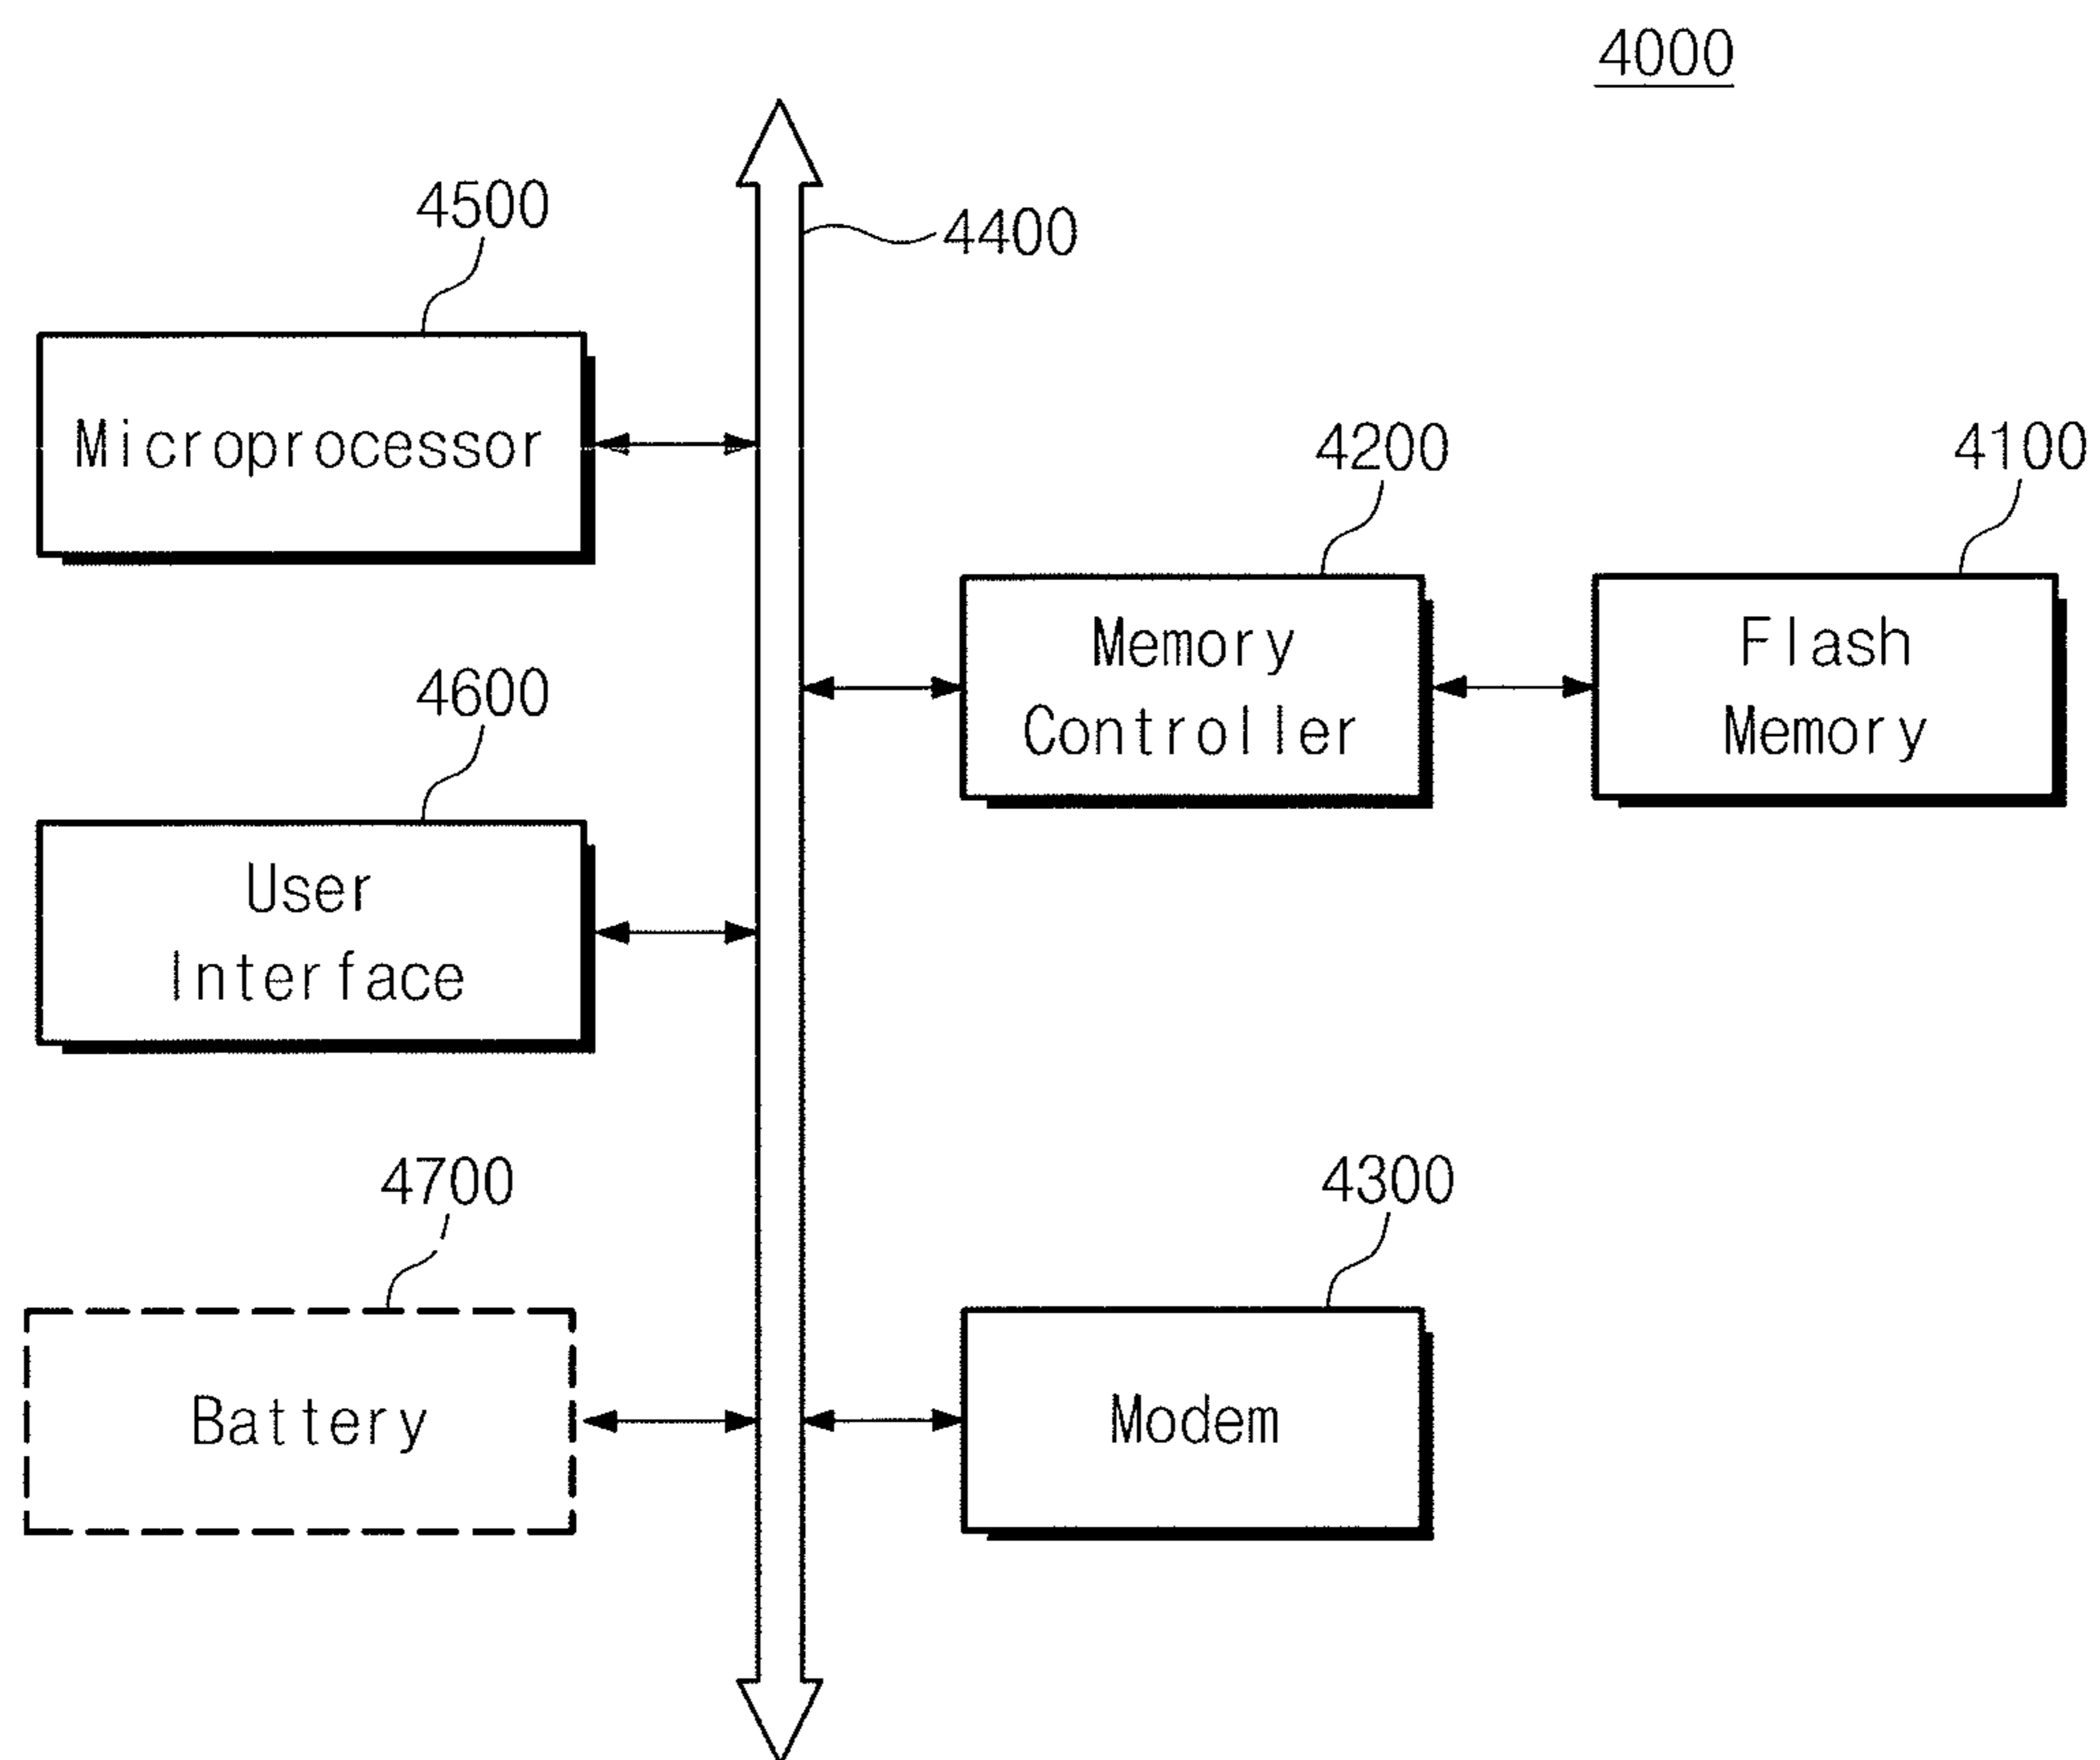 4000
4500
4400
Microprocessor
4200
4100
Memory
Controller
Flash
Memory
4600
User
Interface
4700
4300
Battery
Modem